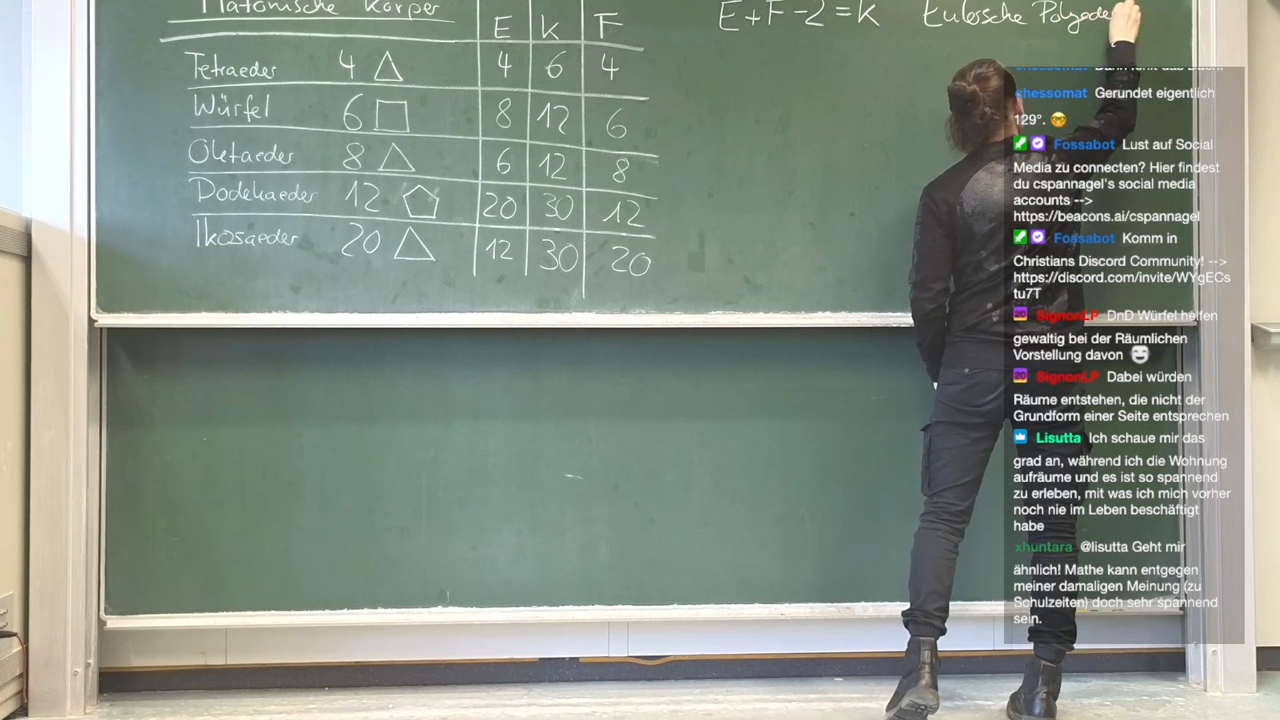 Platonische Körper
E K F
Tetraeder 4 △ 4 6 4
Würfel 6 □ 8 12 6
Oktaeder 8 △ 6 12 8
Dodekaeder 12 ⬠ 20 30 12
Ikosaeder 20 △ 12 30 20
E + F - 2 = K Eulersche Polyede
chessomat Gerundet eigentlich
129°. 🤓
Fossabot Lust auf Social
Media zu connecten? Hier findest
du cspannagel's social media
accounts -->
https://beacons.ai/cspannagel
Fossabot Komm in
Christians Discord Community! -->
https://discord.com/invite/WYgECs
tu7T
20 SignorLP DnD Würfel helfen
gewaltig bei der Räumlichen
Vorstellung davon
20 SignorLP Dabei würden
Räume entstehen, die nicht der
Grundform einer Seite entsprechen
Lisutta Ich schaue mir das
grad an, während ich die Wohnung
aufräume und es ist so spannend
zu erleben, mit was ich mich vorher
noch nie im Leben beschäftigt
habe
xhuntara @lisutta Geht mir
ähnlich! Mathe kann entgegen
meiner damaligen Meinung (zu
Schulzeiten) doch sehr spannend
sein.